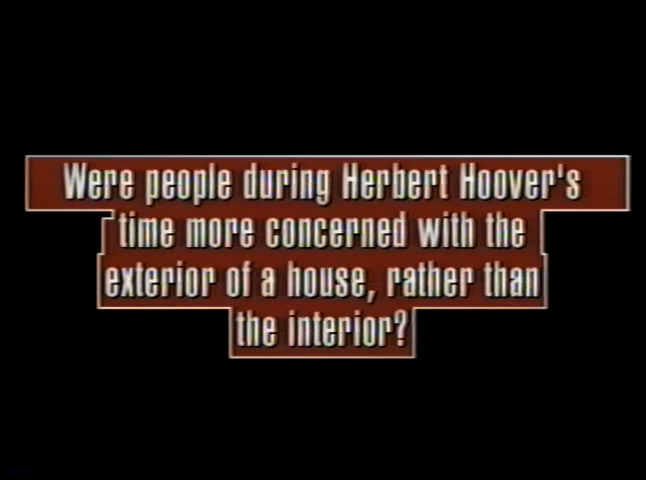 Were people during Herbert Hoover's
time more concerned with the
exterior of a house, rather than
the interior?